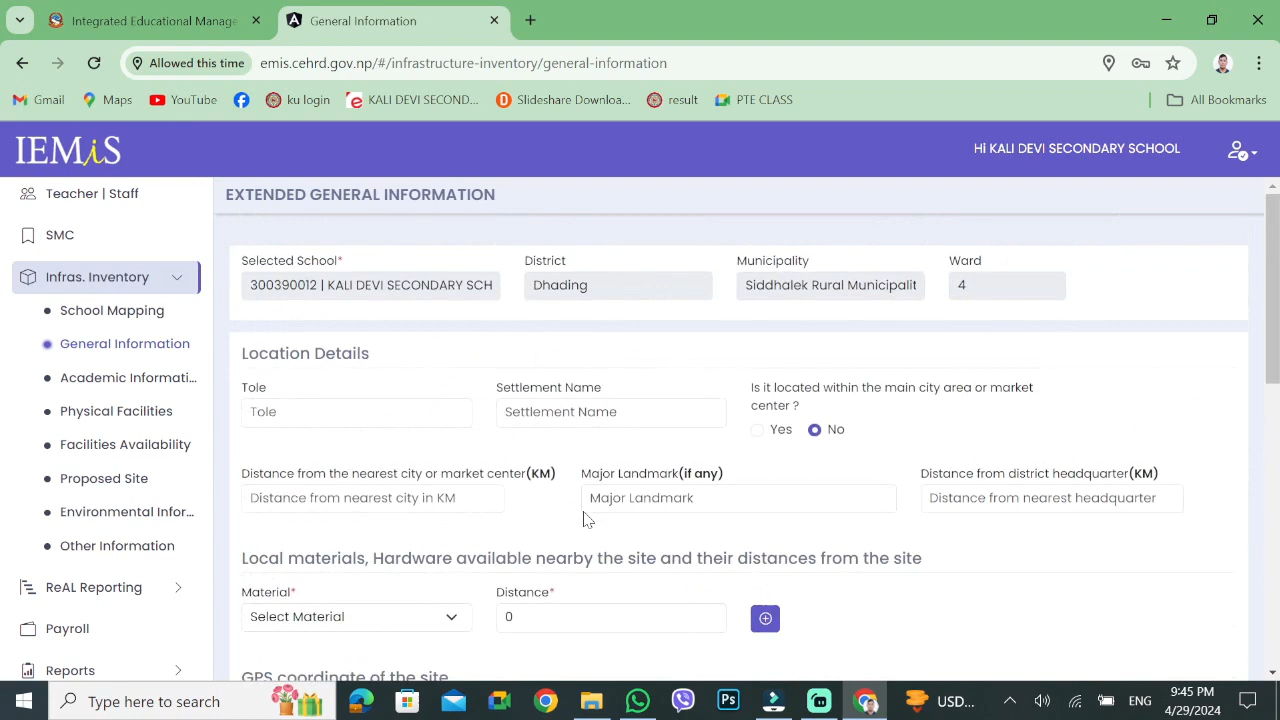 Integrated Educational Manage
General Information
Allowed this time
emis.cehrd.gov.np/#/infrastructure-inventory/general-information
Gmail
Maps
YouTube
ku login
KALI DEVI SECOND...
Slideshare Downloa...
result
PTE CLASS
All Bookmarks
IEMiS
Hi KALI DEVI SECONDARY SCHOOL
Teacher | Staff
SMC
Infras. Inventory
School Mapping
General Information
Academic Informati...
Physical Facilities
Facilities Availability
Proposed Site
Environmental Infor...
Other Information
ReAL Reporting
Payroll
Reports
EXTENDED GENERAL INFORMATION
Selected School*
District
Municipality
Ward
300390012 | KALI DEVI SECONDARY SCH
Dhading
Siddhalek Rural Municipalit
4
Location Details
Tole
Settlement Name
Is it located within the main city area or market
center ?
Tole
Settlement Name
Yes
No
Distance from the nearest city or market center(KM)
Major Landmark(if any)
Distance from district headquarter(KM)
Distance from nearest city in KM
Major Landmark
Distance from nearest headquarter
Local materials, Hardware available nearby the site and their distances from the site
Material*
Distance*
Select Material
0
GPS coordinate of the site
Type here to search
Ps
USD...
ENG
9:45 PM
4/29/2024